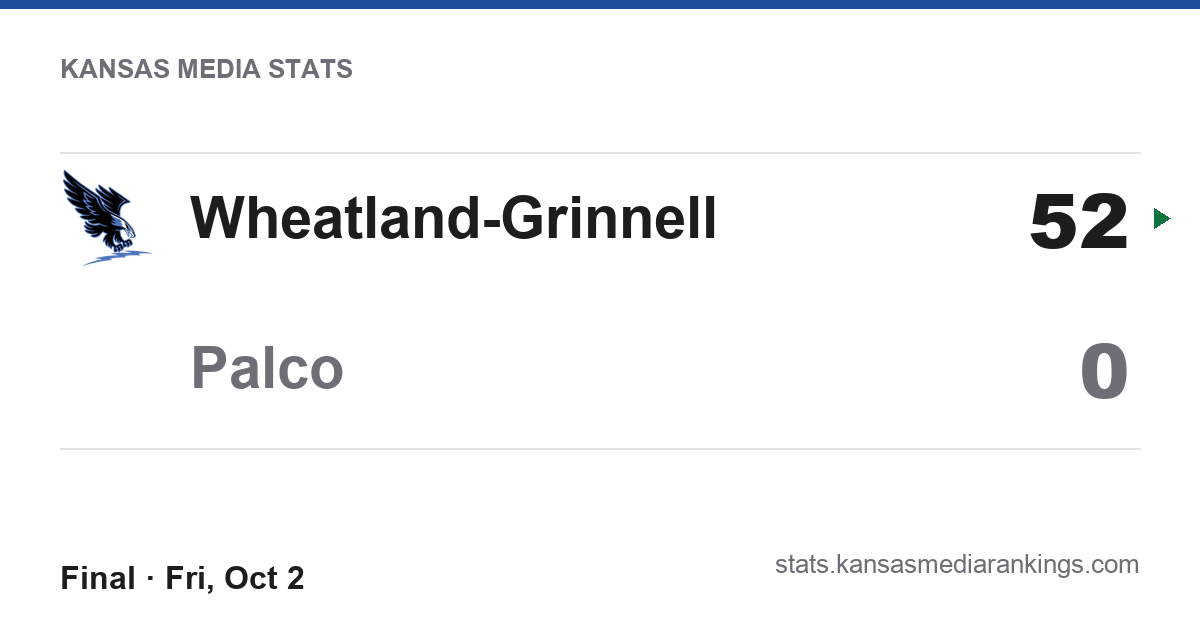 KANSAS MEDIA STATS
Wheatland-Grinnell 52
Palco 0
Final · Fri, Oct 2
stats.kansasmediarankings.com